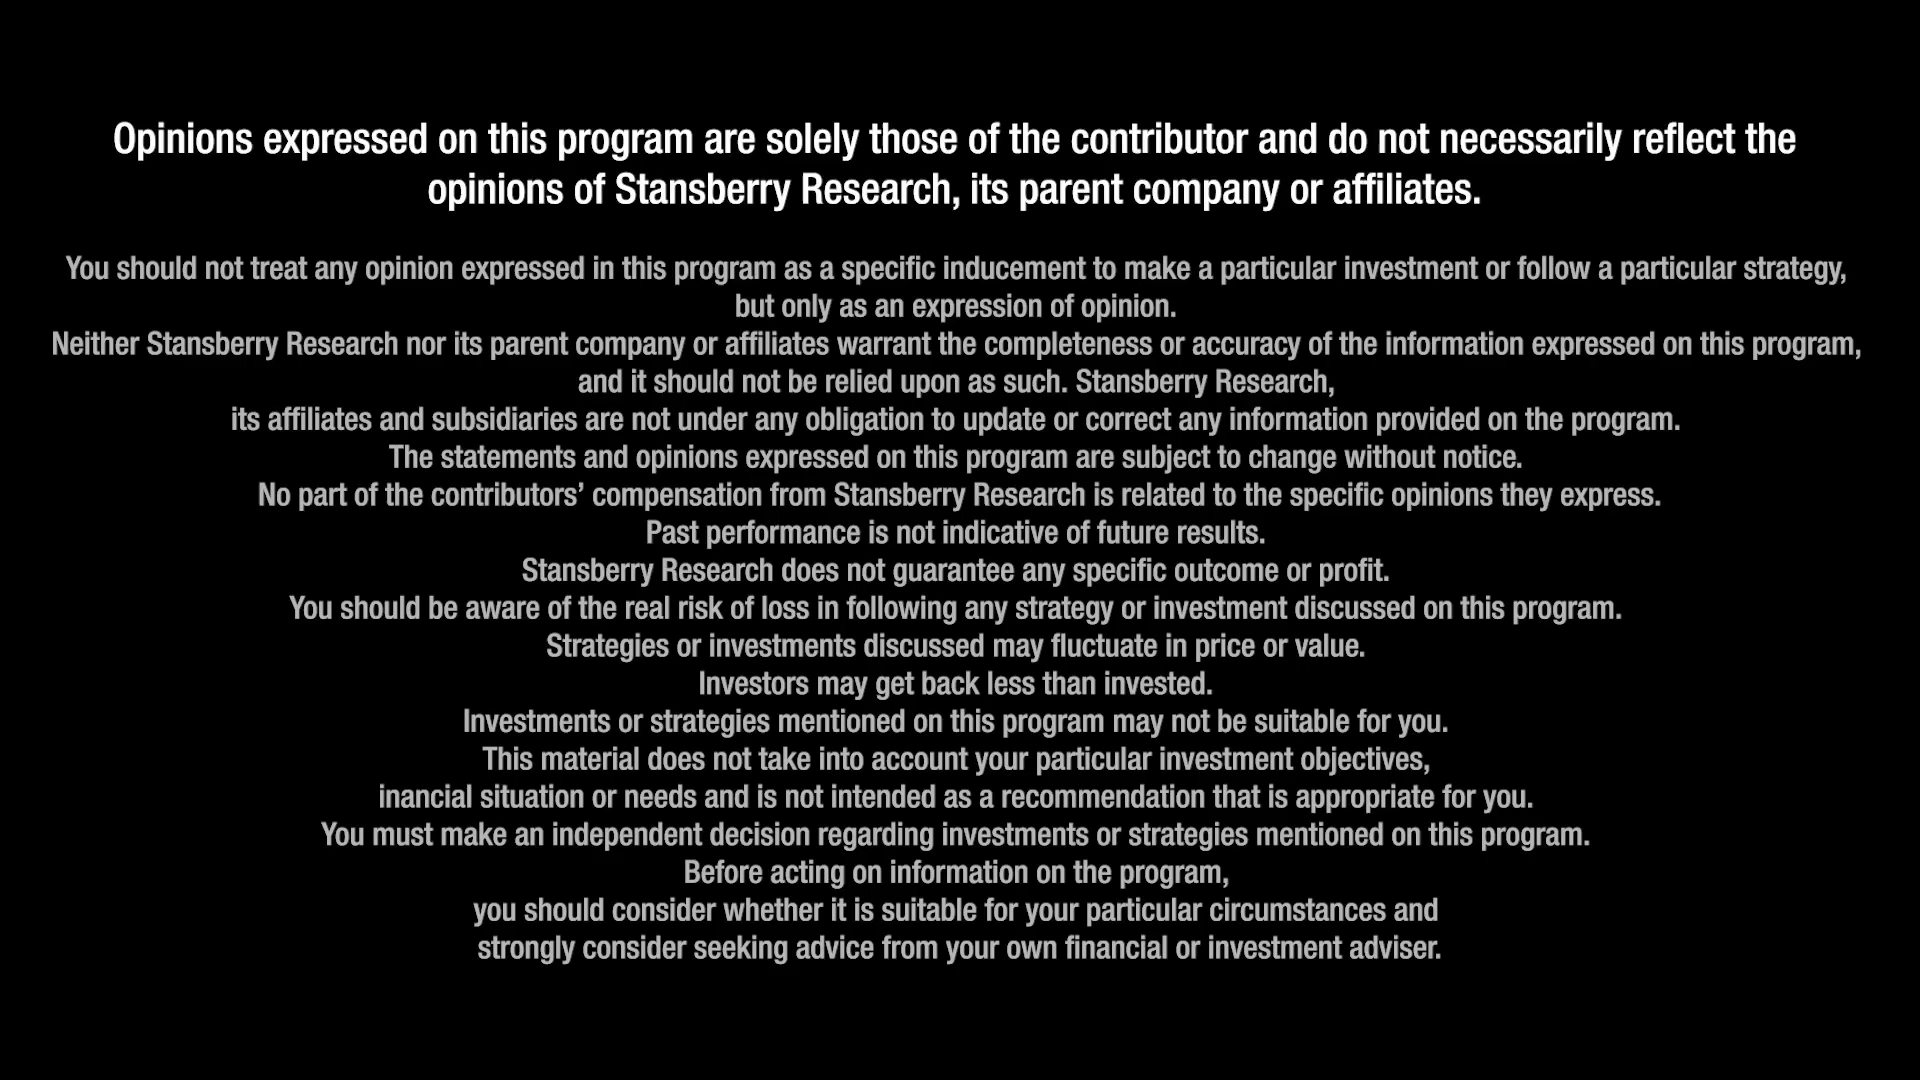 Opinions expressed on this program are solely those of the contributor and do not necessarily reflect the
opinions of Stansberry Research, its parent company or affiliates.
You should not treat any opinion expressed in this program as a specific inducement to make a particular investment or follow a particular strategy,
but only as an expression of opinion.
Neither Stansberry Research nor its parent company or affiliates warrant the completeness or accuracy of the information expressed on this program,
and it should not be relied upon as such. Stansberry Research,
its affiliates and subsidiaries are not under any obligation to update or correct any information provided on the program.
The statements and opinions expressed on this program are subject to change without notice.
No part of the contributors’ compensation from Stansberry Research is related to the specific opinions they express.
Past performance is not indicative of future results.
Stansberry Research does not guarantee any specific outcome or profit.
You should be aware of the real risk of loss in following any strategy or investment discussed on this program.
Strategies or investments discussed may fluctuate in price or value.
Investors may get back less than invested.
Investments or strategies mentioned on this program may not be suitable for you.
This material does not take into account your particular investment objectives,
inancial situation or needs and is not intended as a recommendation that is appropriate for you.
You must make an independent decision regarding investments or strategies mentioned on this program.
Before acting on information on the program,
you should consider whether it is suitable for your particular circumstances and
strongly consider seeking advice from your own financial or investment adviser.